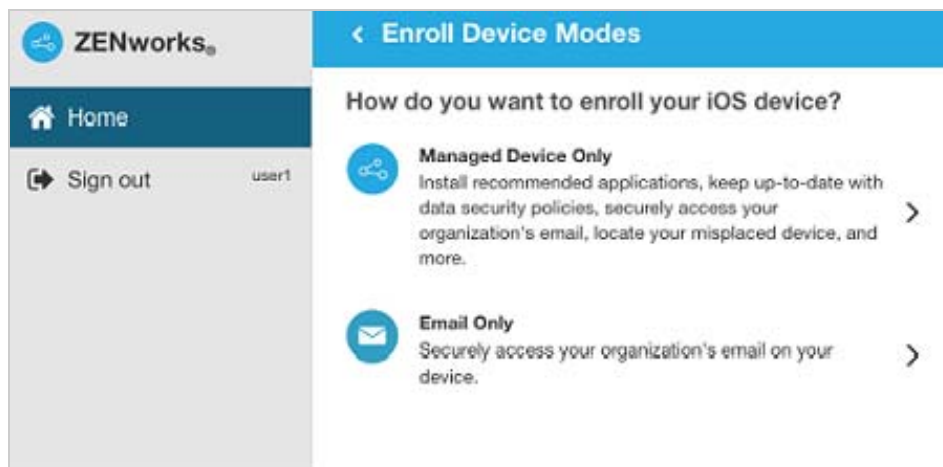 ZENworks®
Home
Sign out
user1
Enroll Device Modes
How do you want to enroll your iOS device?
Managed Device Only
Install recommended applications, keep up-to-date with
data security policies, securely access your
organization's email, locate your misplaced device, and
more.
Email Only
Securely access your organization's email on your
device.